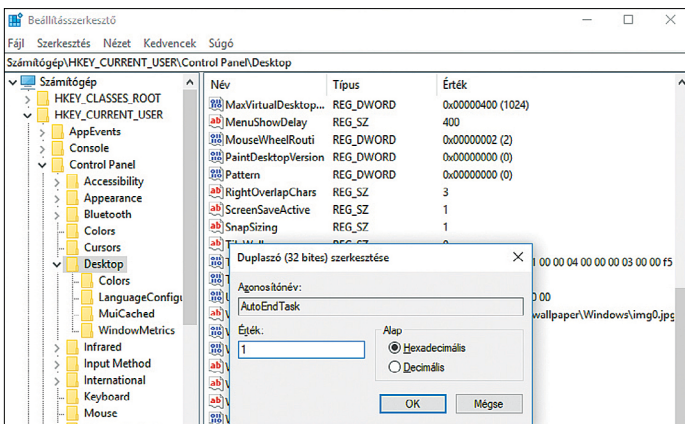 Beállításszerkesztő
Fájl Szerkesztés Nézet Kedvencek Súgó
Számítógép\HKEY_CURRENT_USER\Control Panel\Desktop
Számítógép
HKEY_CLASSES_ROOT
HKEY_CURRENT_USER
AppEvents
Console
Control Panel
Accessibility
Appearance
Bluetooth
Colors
Cursors
Desktop
Colors
LanguageConfigu
MuiCached
WindowMetrics
Infrared
Input Method
International
Keyboard
Mouse
Név Típus Érték
MaxVirtualDesktop... REG_DWORD 0x00000400 (1024)
MenuShowDelay REG_SZ 400
MouseWheelRouti REG_DWORD 0x00000002 (2)
PaintDesktopVersion REG_DWORD 0x00000000 (0)
Pattern REG_DWORD 0x00000000 (0)
RightOverlapChars REG_SZ 3
ScreenSaveActive REG_SZ 1
SnapSizing REG_SZ 1
1 00 00 04 00 00 00 03 00 00 f5
0 00
wallpaper\Windows\img0.jpg
Duplaszó (32 bites) szerkesztése
Azonosítónév:
AutoEndTask
Érték:
1
Alap
Hexadecimális
Decimális
OK Mégse